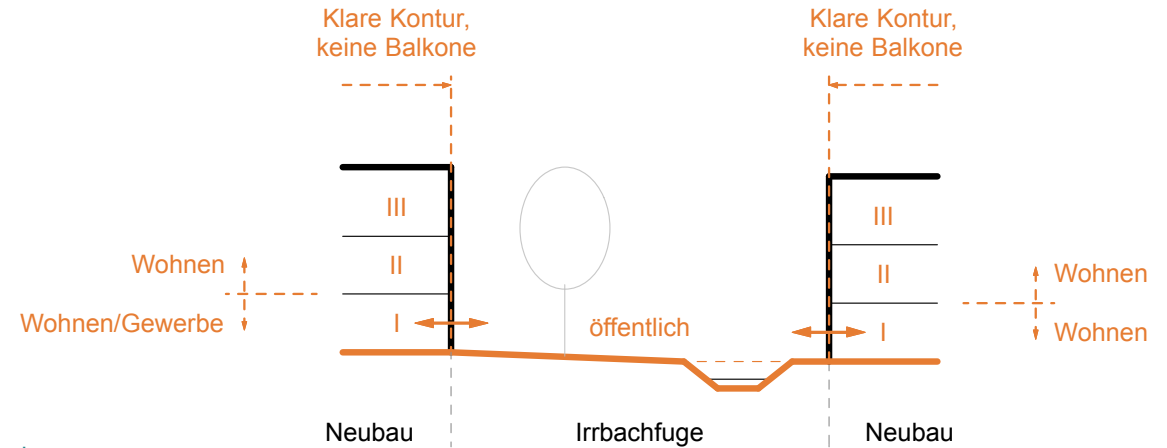 Klare Kontur,
keine Balkone
Klare Kontur,
keine Balkone
III
III
Wohnen
II
II
Wohnen
Wohnen/Gewerbe
I
öffentlich
I
Wohnen
Neubau
Irrbachfuge
Neubau